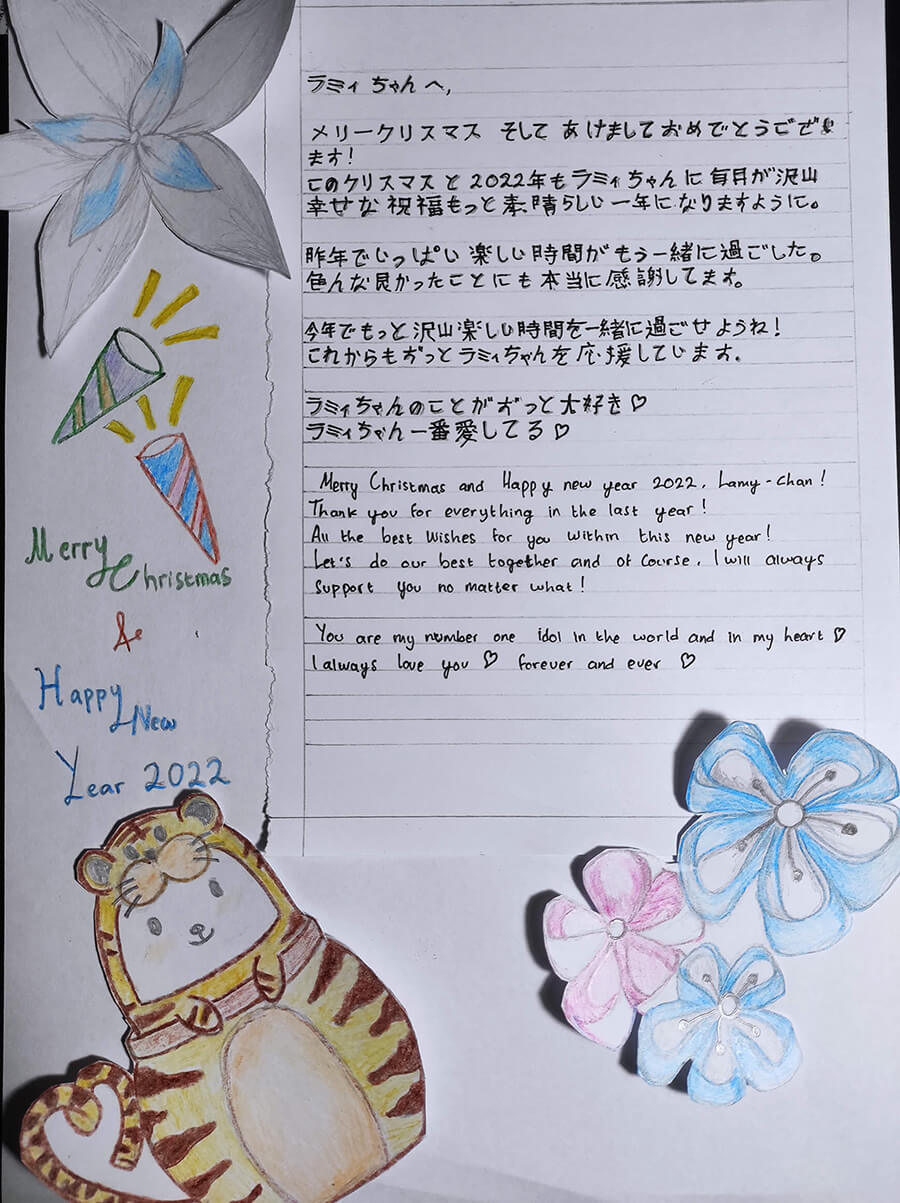 ラミィちゃんへ,
メリークリスマス そして あけましておめでとうござい
ます!
このクリスマスと2022年もラミィちゃんに毎月が沢山
幸せな祝福もっと素晴らしい一年になりますように。
昨年でいっぱい楽しい時間がもう一緒に過ごした。
色んな良かったことにも本当に感謝してます。
今年でもっと沢山楽しい時間を一緒に過ごせようね!
これからもずっとラミィちゃんを応援しています。
ラミィちゃんのことがずっと大好き♡
ラミィちゃん一番愛してる♡
Merry Christmas and Happy new year 2022, Lamy-chan!
Thank you for everything in the last year!
All the best wishes for you within this new year!
Let's do our best together and of course, I will always
support you no matter what!
You are my number one idol in the world and in my heart ♡
I always love you ♡ forever and ever ♡
Merry
Christmas
&
Happy
New
Year 2022